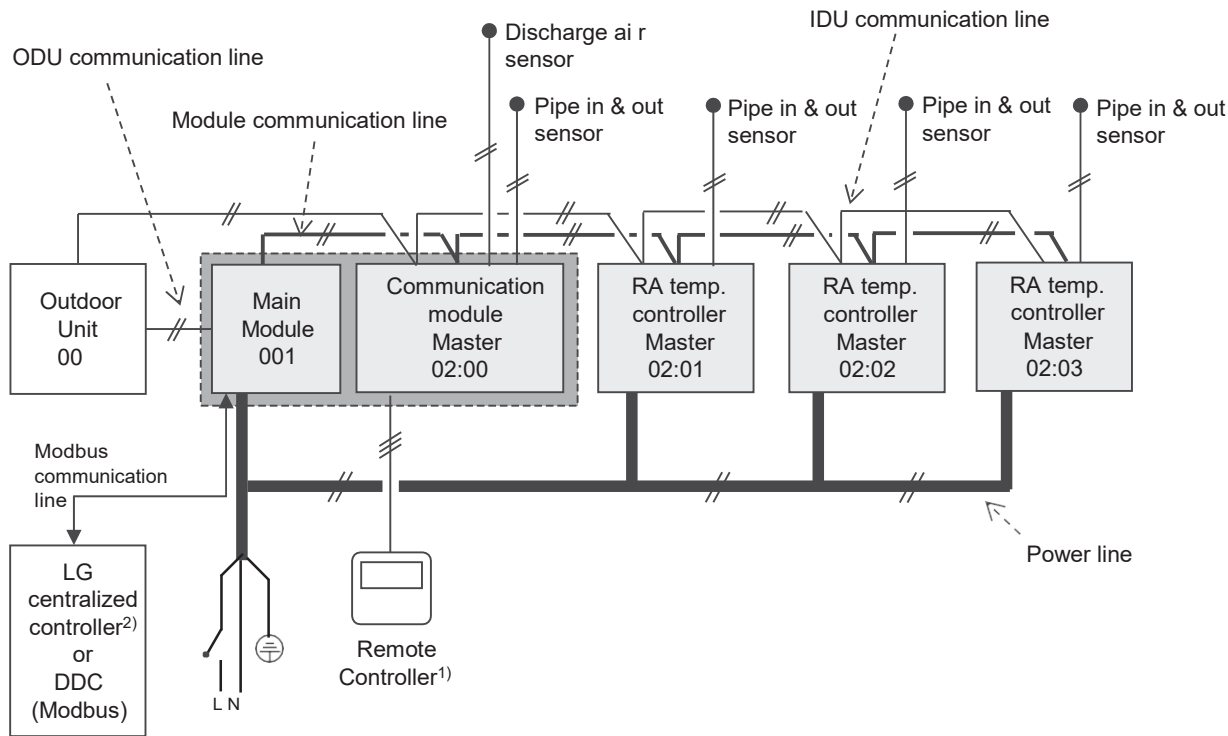 IDU communication line
Discharge ai r
sensor
ODU communication line
Pipe in & out
sensor
Pipe in & out
sensor
Pipe in & out
sensor
Pipe in & out
sensor
Module communication line
Outdoor
Unit
00
Main
Module
001
Communication
module
Master
02:00
RA temp.
controller
Master
02:01
RA temp.
controller
Master
02:02
RA temp.
controller
Master
02:03
Modbus
communication
line
Power line
LG
centralized
controller2)
or
DDC
(Modbus)
L N
Remote
Controller1)